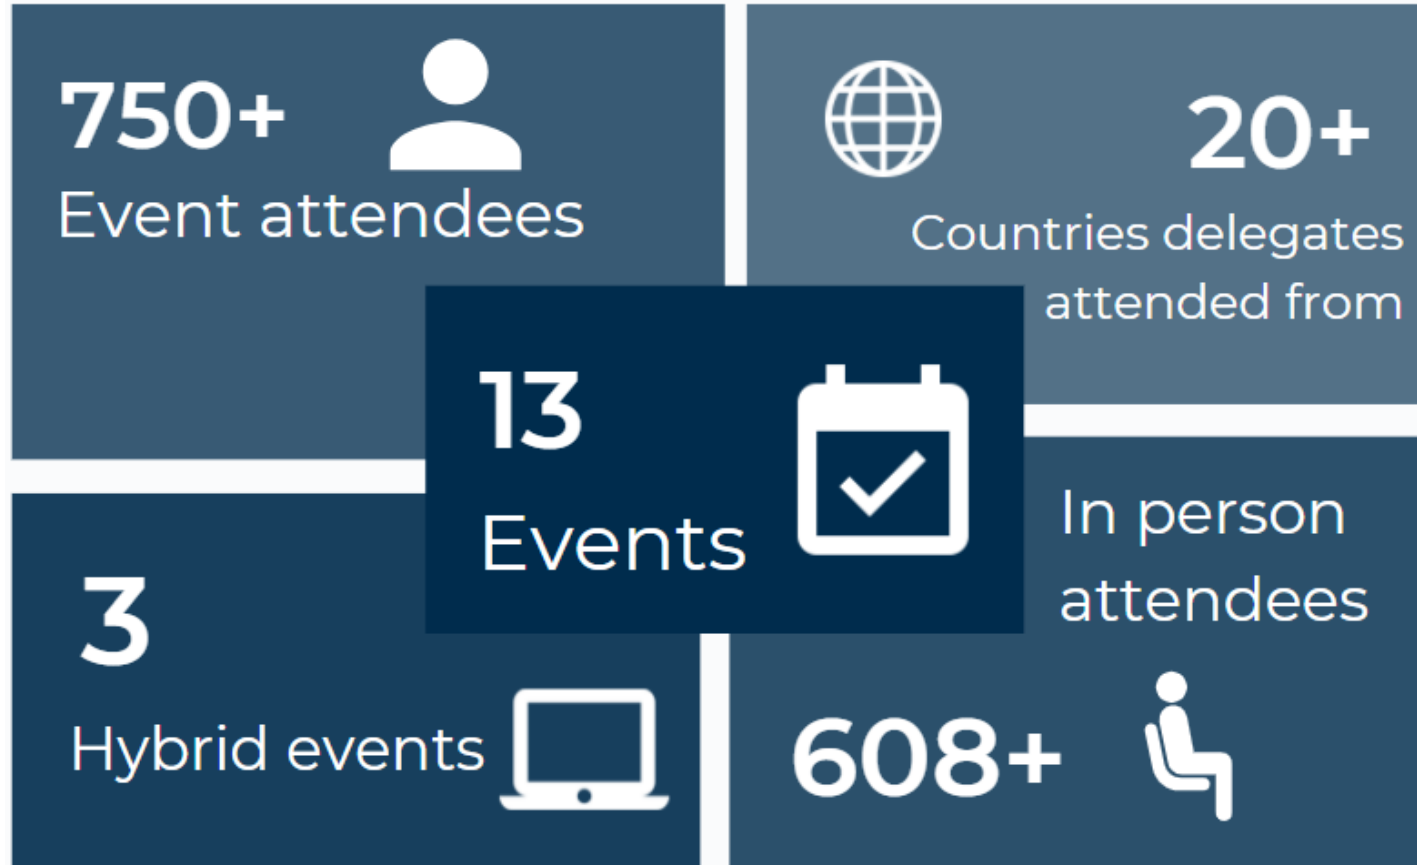 750+
Event attendees
20+
Countries delegates
attended from
13
Events
3
Hybrid events
In person
attendees
608+